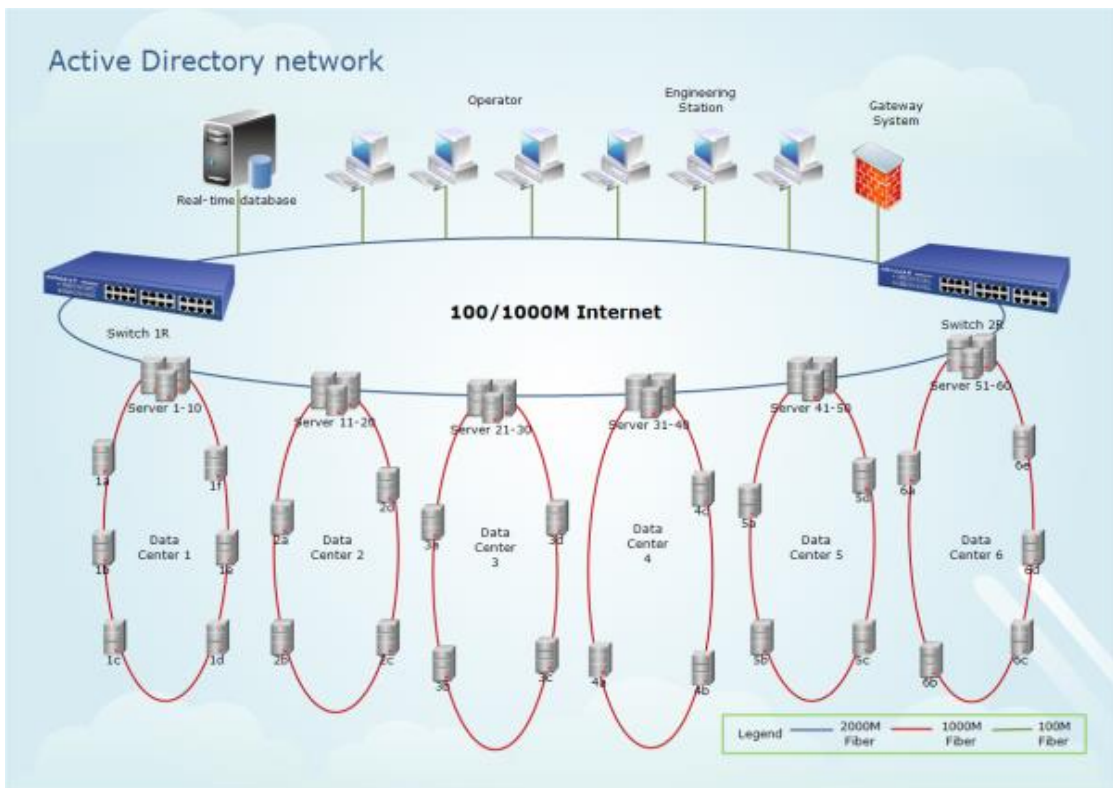 Active Directory network
Operator
Engineering
Station
Gateway
System
Real-time database
100/1000M Internet
Switch 1R
Switch 2R
Server 1-10
Server 11-20
Server 21-30
Server 31-40
Server 41-50
Server 51-60
1a
1f
1b
1e
1c
1d
Data
Center 1
2a
2d
2b
2c
Data
Center 2
3a
3d
3b
3c
Data
Center
3
4c
4b
Data
Center
4
5a
5d
5b
5c
Data
Center 5
6a
6e
6d
6b
6c
Data
Center 6
Legend
2000M
Fiber
1000M
Fiber
100M
Fiber